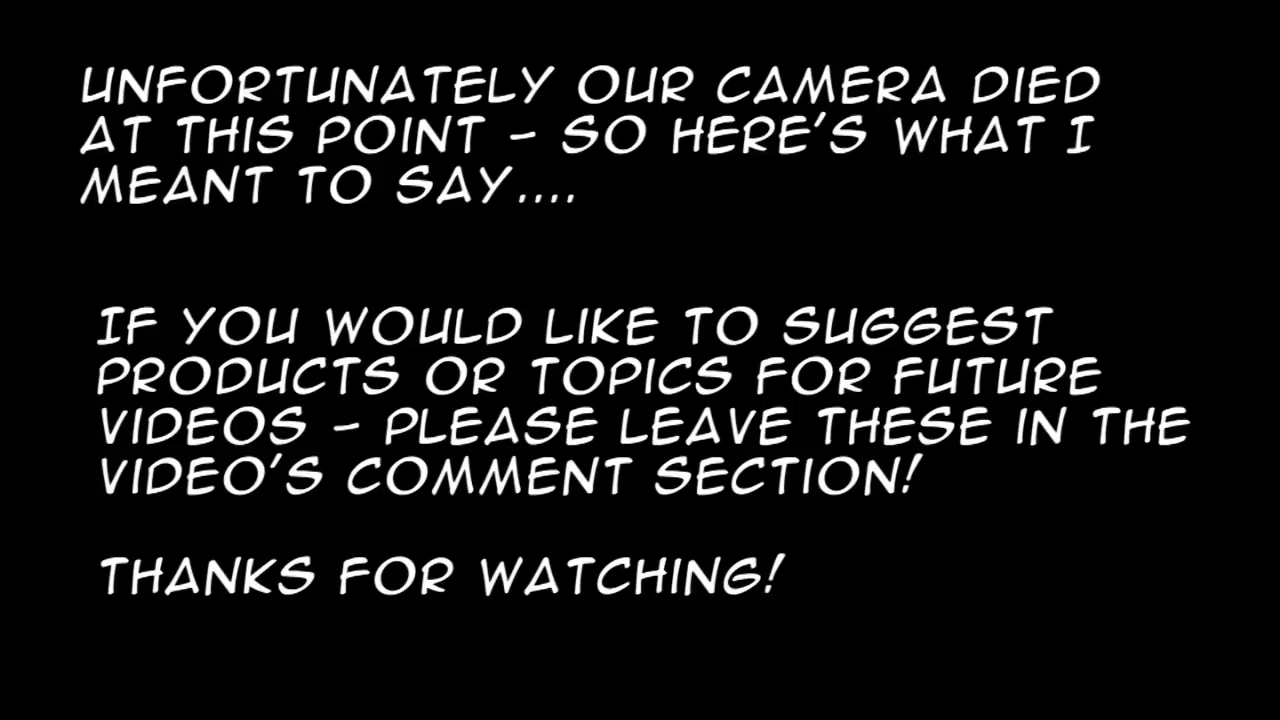 UNFORTUNATELY OUR CAMERA DIED
AT THIS POINT - SO HERE'S WHAT I
MEANT TO SAY....
IF YOU WOULD LIKE TO SUGGEST
PRODUCTS OR TOPICS FOR FUTURE
VIDEOS - PLEASE LEAVE THESE IN THE
VIDEO'S COMMENT SECTION!
THANKS FOR WATCHING!